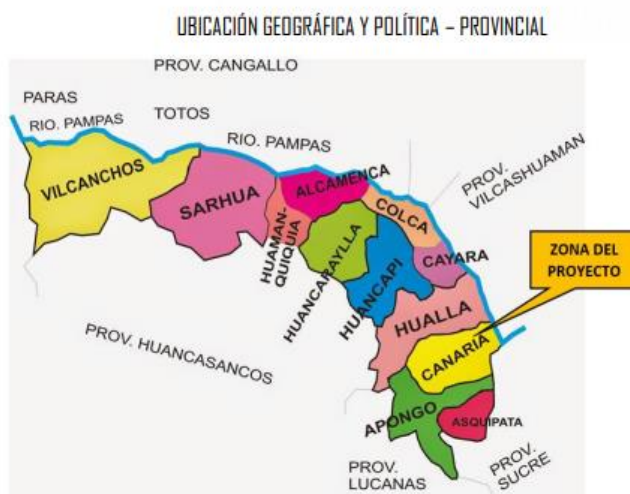 UBICACIÓN GEOGRÁFICA Y POLÍTICA – PROVINCIAL
PROV. CANGALLO
PARAS
TOTOS
RIO. PAMPAS
RIO. PAMPAS
PROV.
VILCASHUAMAN
VILCANCHOS
SARHUA
ALCAMENCA
COLCA
HUAMAN-
QUIQUIA
HUANCARAYLLA
HUANCAPI
CAYARA
ZONA DEL
PROYECTO
HUALLA
PROV. HUANCASANCOS
CANARIA
APONGO
ASQUIPATA
PROV.
LUCANAS
PROV.
SUCRE